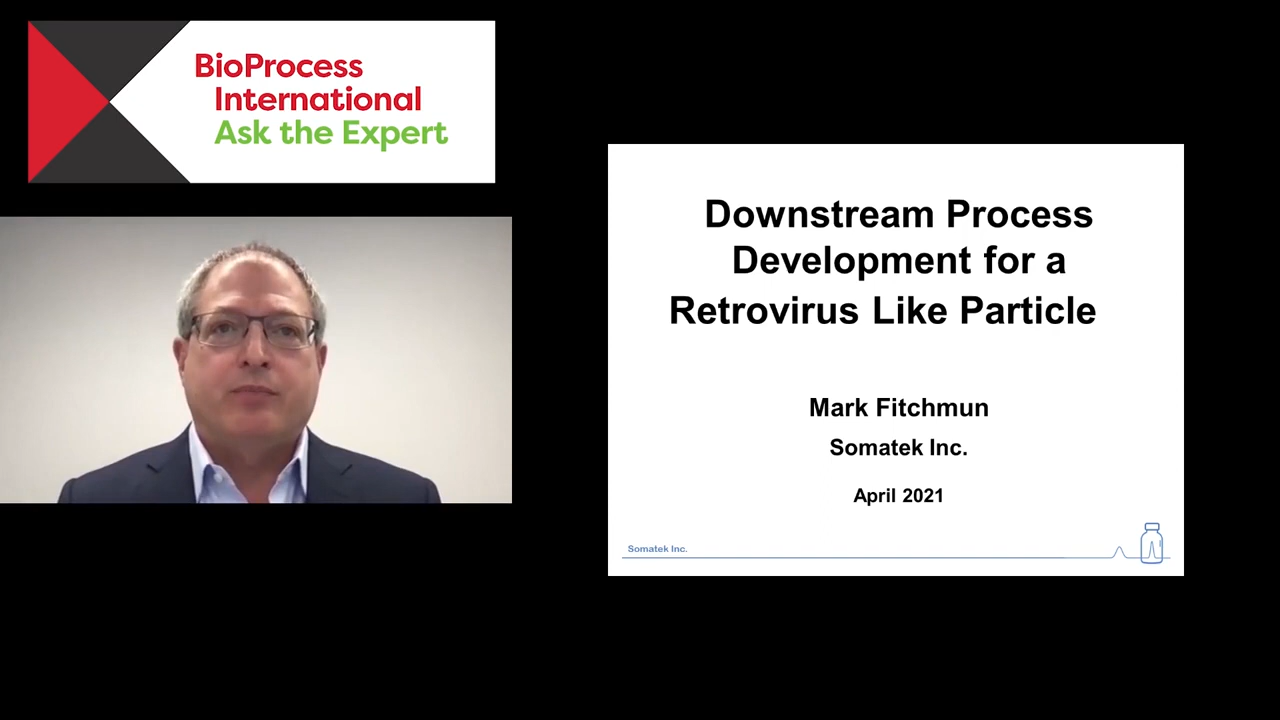 BioProcess
International
Ask the Expert
Downstream Process
Development for a
Retrovirus Like Particle
Mark Fitchmun
Somatek Inc.
April 2021
Somatek Inc.